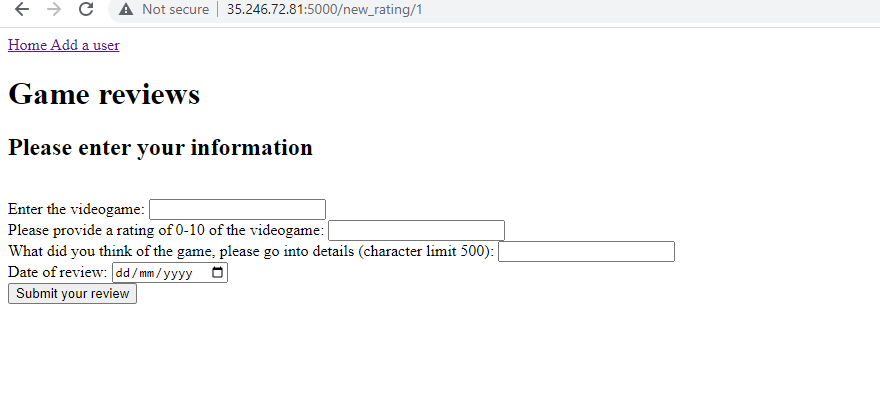 Not secure | 35.246.72.81:5000/new_rating/1
Home Add a user
Game reviews
Please enter your information
Enter the videogame:
Please provide a rating of 0-10 of the videogame:
What did you think of the game, please go into details (character limit 500):
Date of review: dd/mm/yyyy
Submit your review